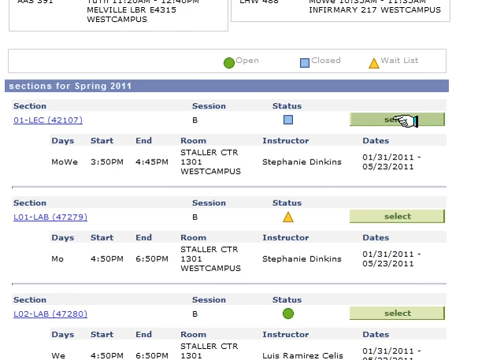 AAS 391
TuTh 11:20AM - 12:40PM
MELVILLE LBR E4315
WESTCAMPUS
LHW 488
MoWe 10:35AM - 11:35AM
INFIRMARY 217 WESTCAMPUS
Open
Closed
Wait List
sections for Spring 2011
Section Session Status
01-LEC (42107) B
Days Start End Room Instructor Dates
MoWe 3:50PM 4:45PM STALLER CTR 1301 WESTCAMPUS Stephanie Dinkins 01/31/2011 - 05/23/2011
Section Session Status
L01-LAB (47279) B select
Days Start End Room Instructor Dates
Mo 4:50PM 6:50PM STALLER CTR 1301 WESTCAMPUS Stephanie Dinkins 01/31/2011 - 05/23/2011
Section Session Status
L02-LAB (47280) B select
Days Start End Room Instructor Dates
We 4:50PM 6:50PM STALLER CTR 1301 Luis Ramirez Celis 01/31/2011 -